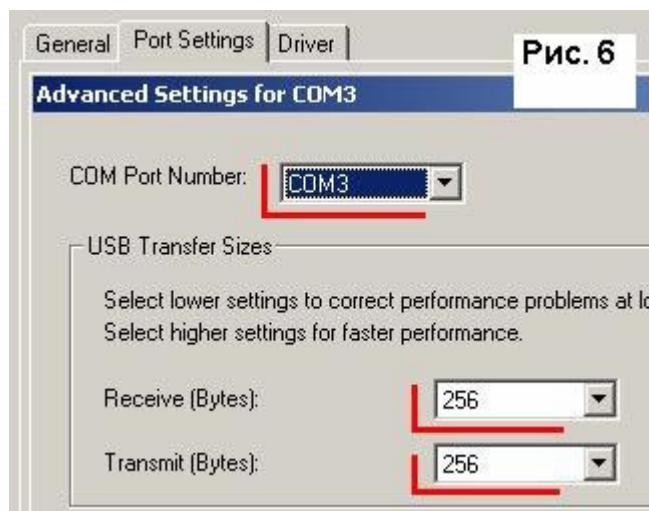 General Port Settings Driver
Рис. 6
Advanced Settings for COM3
COM Port Number: COM3
USB Transfer Sizes
Select lower settings to correct performance problems at
Select higher settings for faster performance.
Receive (Bytes): 256
Transmit (Bytes): 256